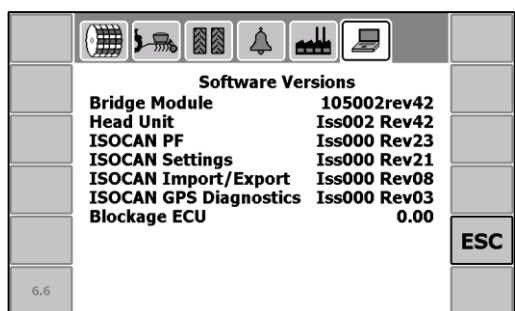 Software Versions
Bridge Module 105002rev42
Head Unit Iss002 Rev42
ISOCAN PF Iss000 Rev23
ISOCAN Settings Iss000 Rev21
ISOCAN Import/Export Iss000 Rev08
ISOCAN GPS Diagnostics Iss000 Rev03
Blockage ECU 0.00
ESC
6.6